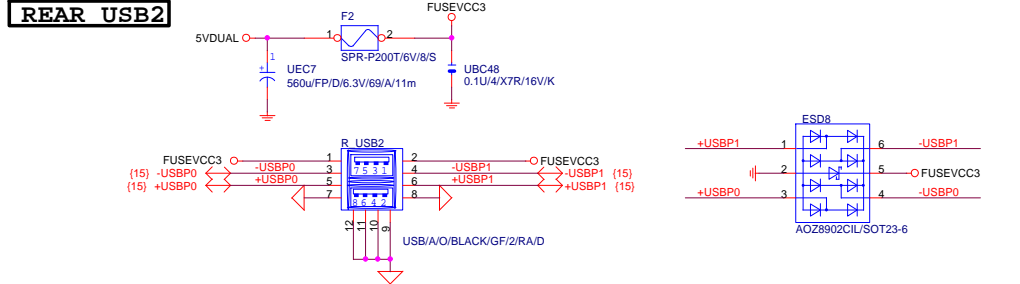 REAR USB2
FUSEVCC3
F2
5VDUAL 1 2
SPR-P200T/6V/8/S
1
+
UEC7
560u/FP/D/6.3V/69/A/11m
UBC48
0.1U/4/X7R/16V/K
R_USB2
FUSEVCC3 1 2 FUSEVCC3
{15} -USBP0 -USBP0 3 4 -USBP1 -USBP1 {15}
{15} +USBP0 +USBP0 5 6 +USBP1 +USBP1 {15}
7 8
7 5 3 1
8 6 4 2
12 11 10 9
USB/A/O/BLACK/GF/2/RA/D
ESD8
+USBP1 1 6 -USBP1
2 5 FUSEVCC3
+USBP0 3 4 -USBP0
AOZ8902CIL/SOT23-6